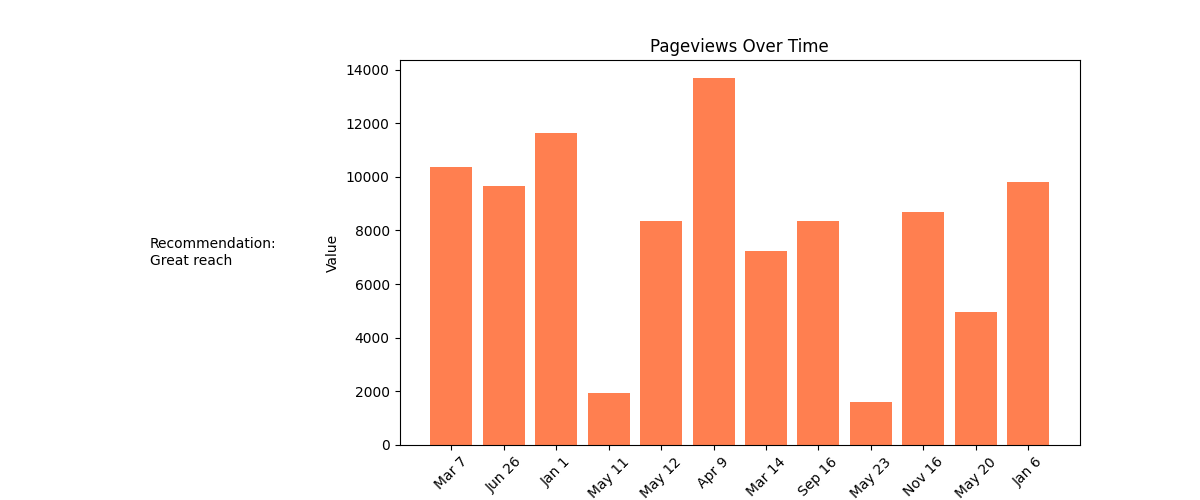 Pageviews Over Time
Recommendation:
Great reach
Value
14000
12000
10000
8000
6000
4000
2000
0
Mar 7
Jun 26
Jan 1
May 11
May 12
Apr 9
Mar 14
Sep 16
May 23
Nov 16
May 20
Jan 6